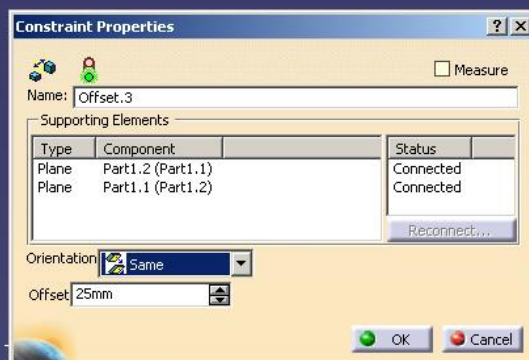 Constraint Properties
Measure
Name: Offset.3
Supporting Elements
Type Component Status
Plane Part1.2 (Part1.1) Connected
Plane Part1.1 (Part1.2) Connected
Reconnect...
Orientation Same
Offset 25mm
OK Cancel